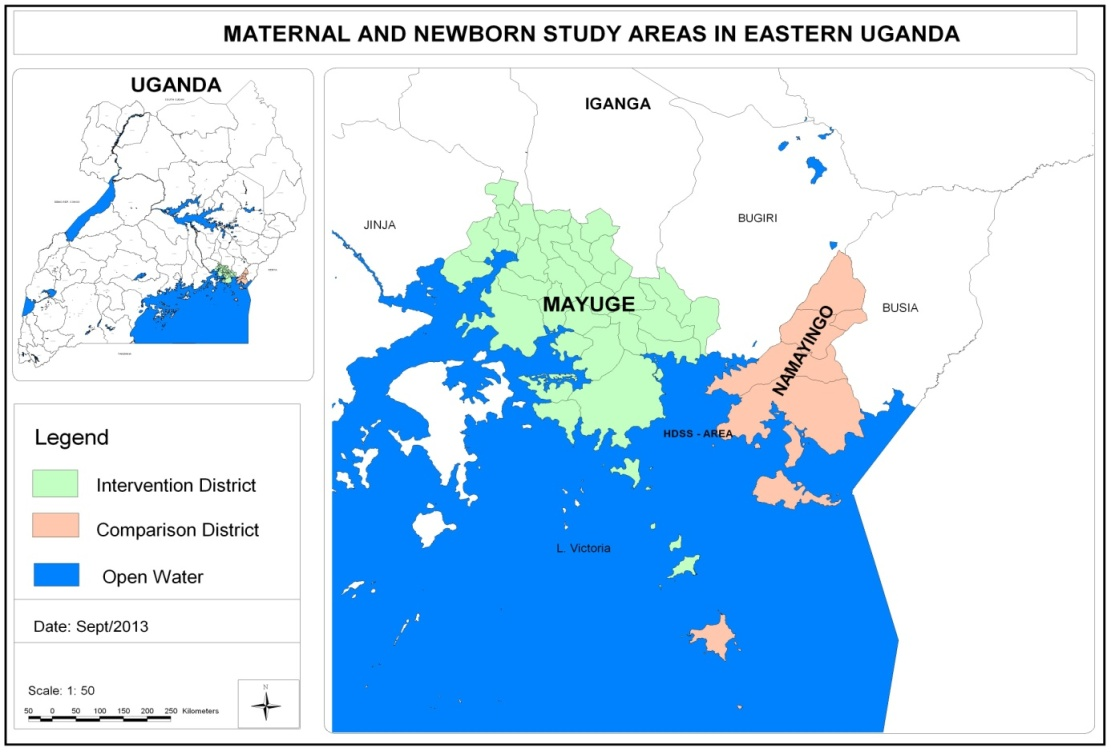 MATERNAL AND NEWBORN STUDY AREAS IN EASTERN UGANDA
UGANDA
IGANGA
JINJA
BUGIRI
MAYUGE
NAMAYINGO
BUSIA
HDSS - AREA
L. Victoria
Legend
Intervention District
Comparison District
Open Water
Date: Sept/2013
Scale: 1: 50
50 0 50 100 150 200 250 Kilometers
N